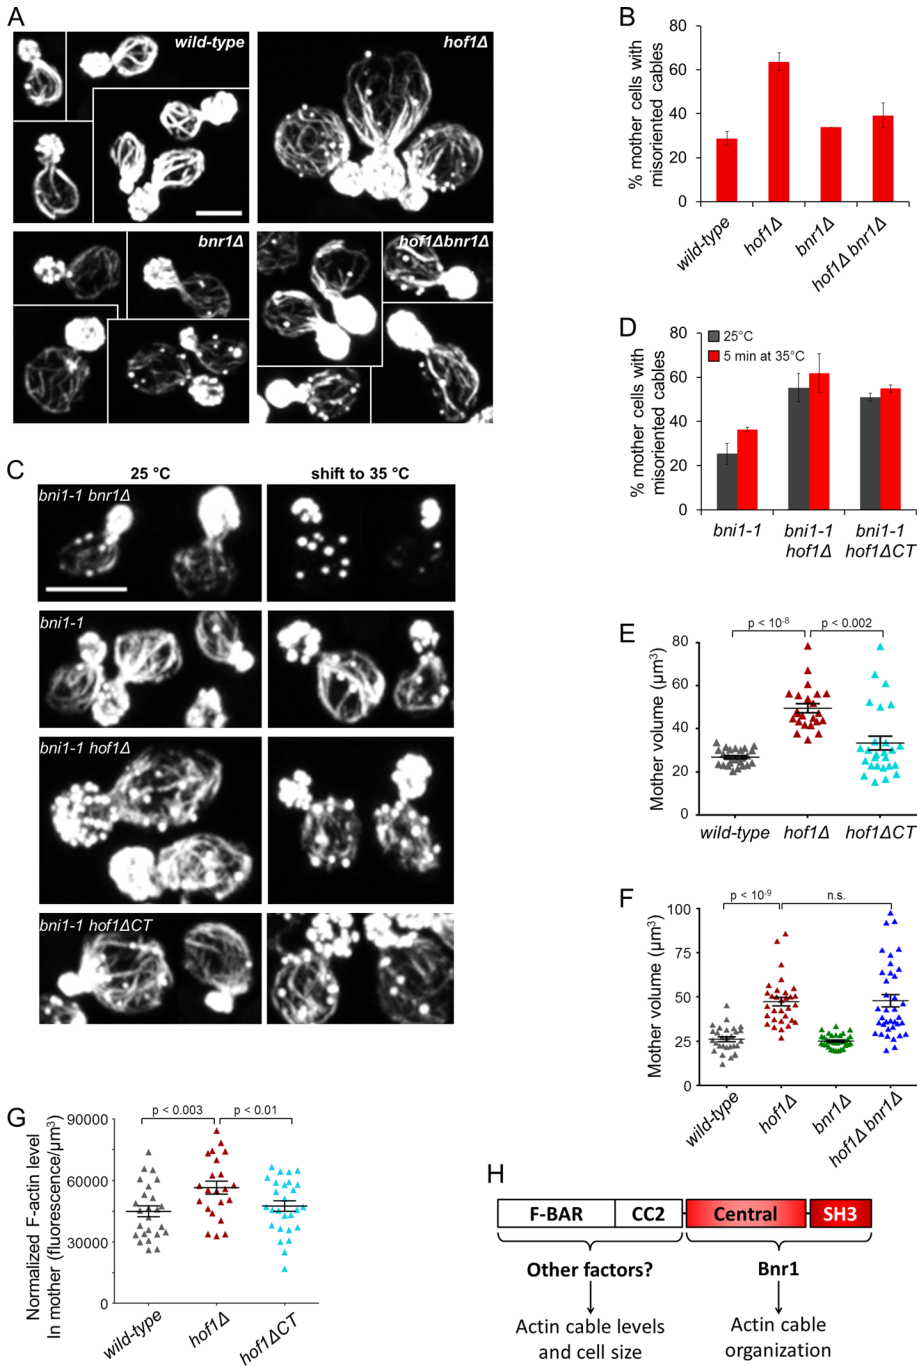 A
wild-type
hof1Δ
bnr1Δ
hof1Δbnr1Δ
B
% mother cells with
misoriented cables
80
60
40
20
0
wild-type
hof1Δ
bnr1Δ
hof1Δ bnr1Δ
C
25 °C
shift to 35 °C
bni1-1 bnr1Δ
bni1-1
bni1-1 hof1Δ
bni1-1 hof1ΔCT
D
% mother cells with
misoriented cables
80
60
40
20
0
25°C
5 min at 35°C
bni1-1
bni1-1
hof1Δ
bni1-1
hof1ΔCT
E
Mother volume (µm³)
80
60
40
20
0
p < 10⁻⁸
p < 0.002
wild-type
hof1Δ
hof1ΔCT
F
Mother volume (µm³)
100
75
50
25
0
p < 10⁻⁹
n.s.
wild-type
hof1Δ
bnr1Δ
hof1Δ bnr1Δ
G
Normalized F-actin level
In mother (fluorescence/µm³)
90000
60000
30000
0
p < 0.003
p < 0.01
wild-type
hof1Δ
hof1ΔCT
H
F-BAR
CC2
Central
SH3
Other factors?
Bnr1
Actin cable levels
and cell size
Actin cable
organization